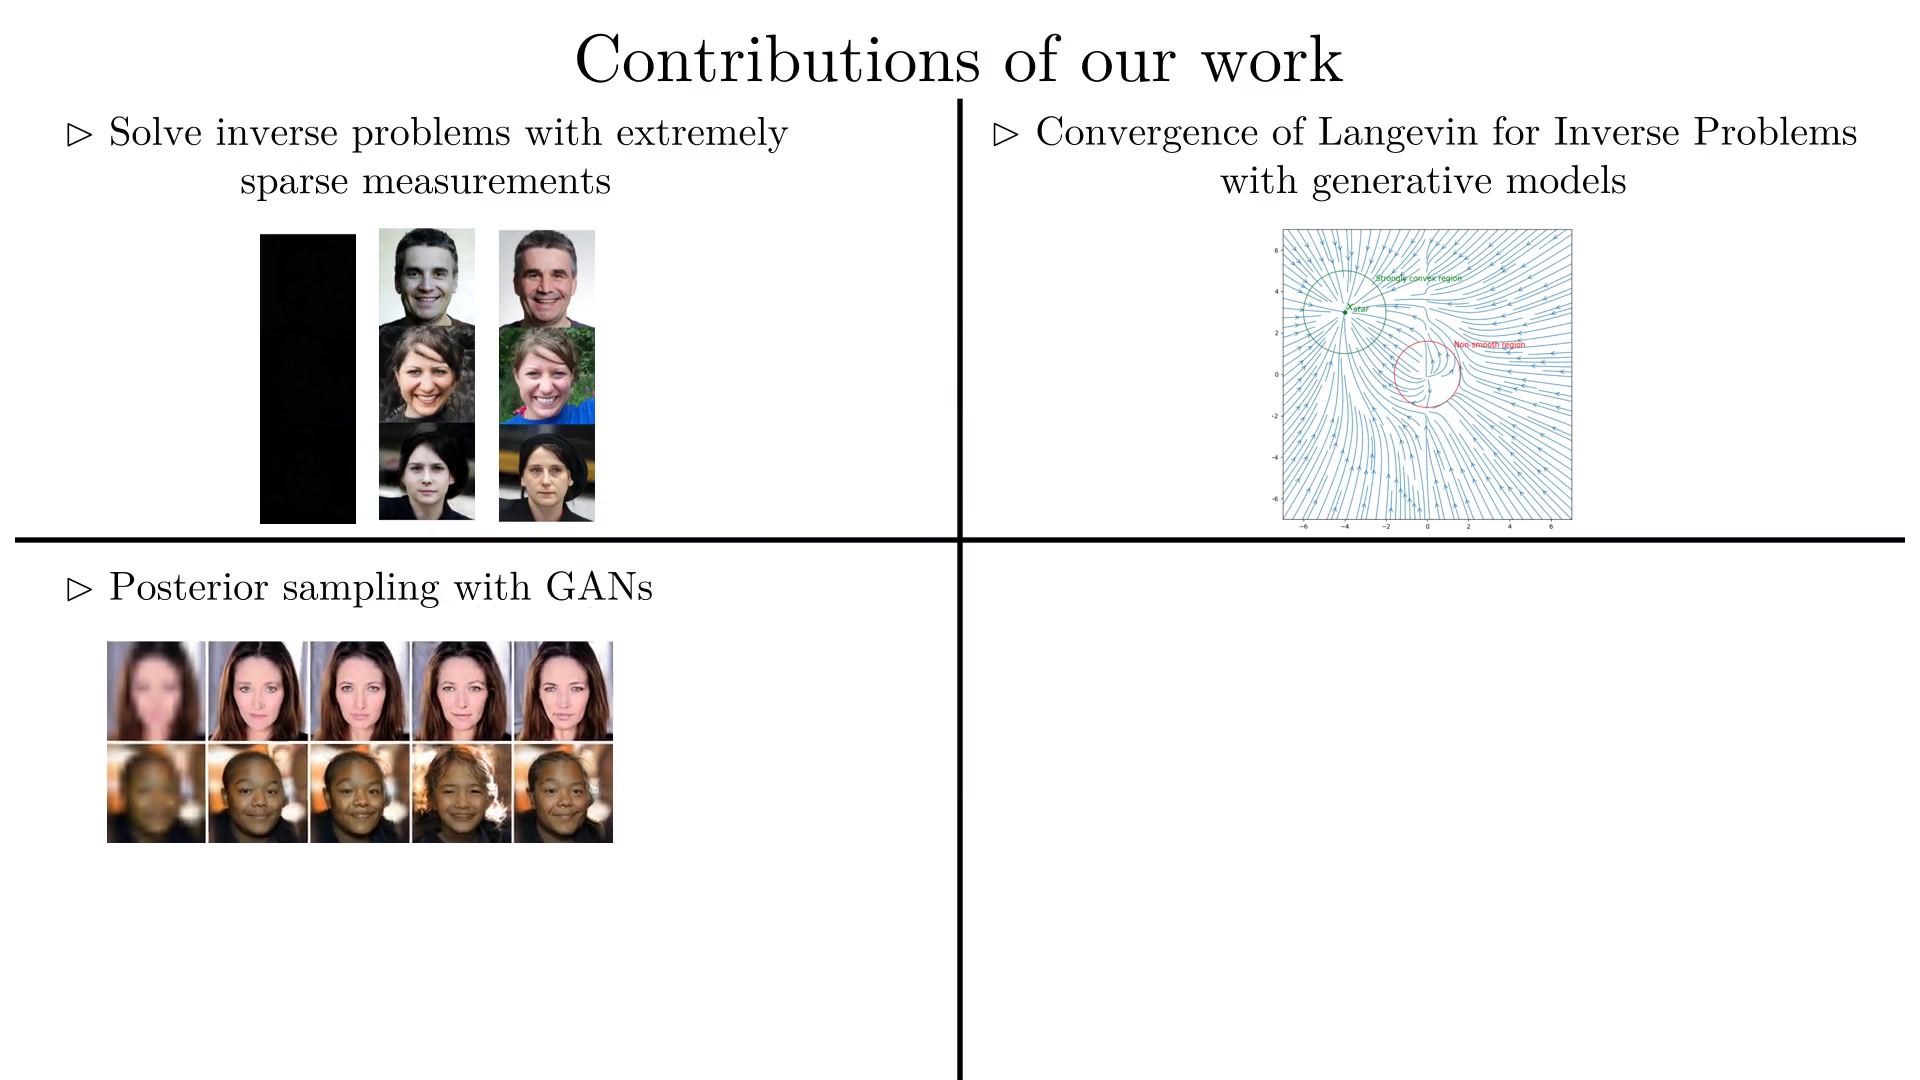 Contributions of our work
▷ Solve inverse problems with extremely
sparse measurements
▷ Convergence of Langevin for Inverse Problems
with generative models
6
4
2
0
-2
-4
-6
Strongly convex region
Xstar
Non-smooth region
-6 -4 -2 0 2 4 6
▷ Posterior sampling with GANs